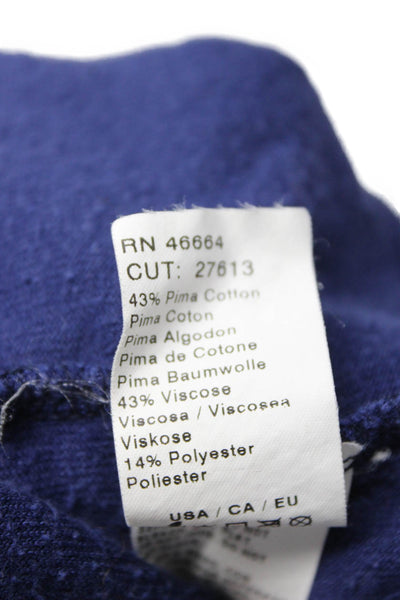 RN 46664
CUT: 27613
43% Pima Cotton
Pima Coton
Pima Algodon
Pima de Cotone
Pima Baumwolle
43% Viscose
Viscosa / Viscosea
Viskose
14% Polyester
Poliester
USA / CA / EU